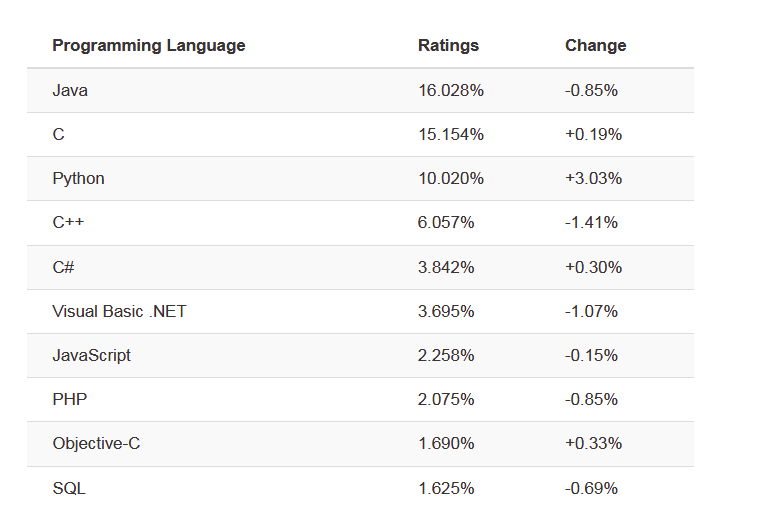 Programming Language Ratings Change
Java 16.028% -0.85%
C 15.154% +0.19%
Python 10.020% +3.03%
C++ 6.057% -1.41%
C# 3.842% +0.30%
Visual Basic .NET 3.695% -1.07%
JavaScript 2.258% -0.15%
PHP 2.075% -0.85%
Objective-C 1.690% +0.33%
SQL 1.625% -0.69%